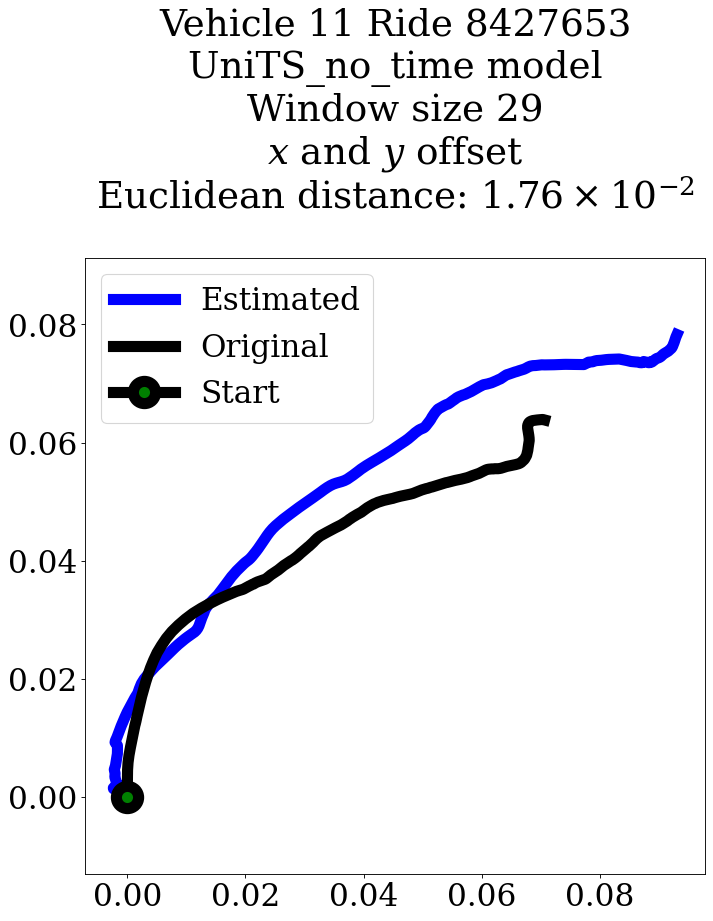 Vehicle 11 Ride 8427653
UniTS_no_time model
Window size 29
x and y offset
Euclidean distance: 1.76 × 10⁻²
Estimated
Original
Start
0.08
0.06
0.04
0.02
0.00
0.00 0.02 0.04 0.06 0.08